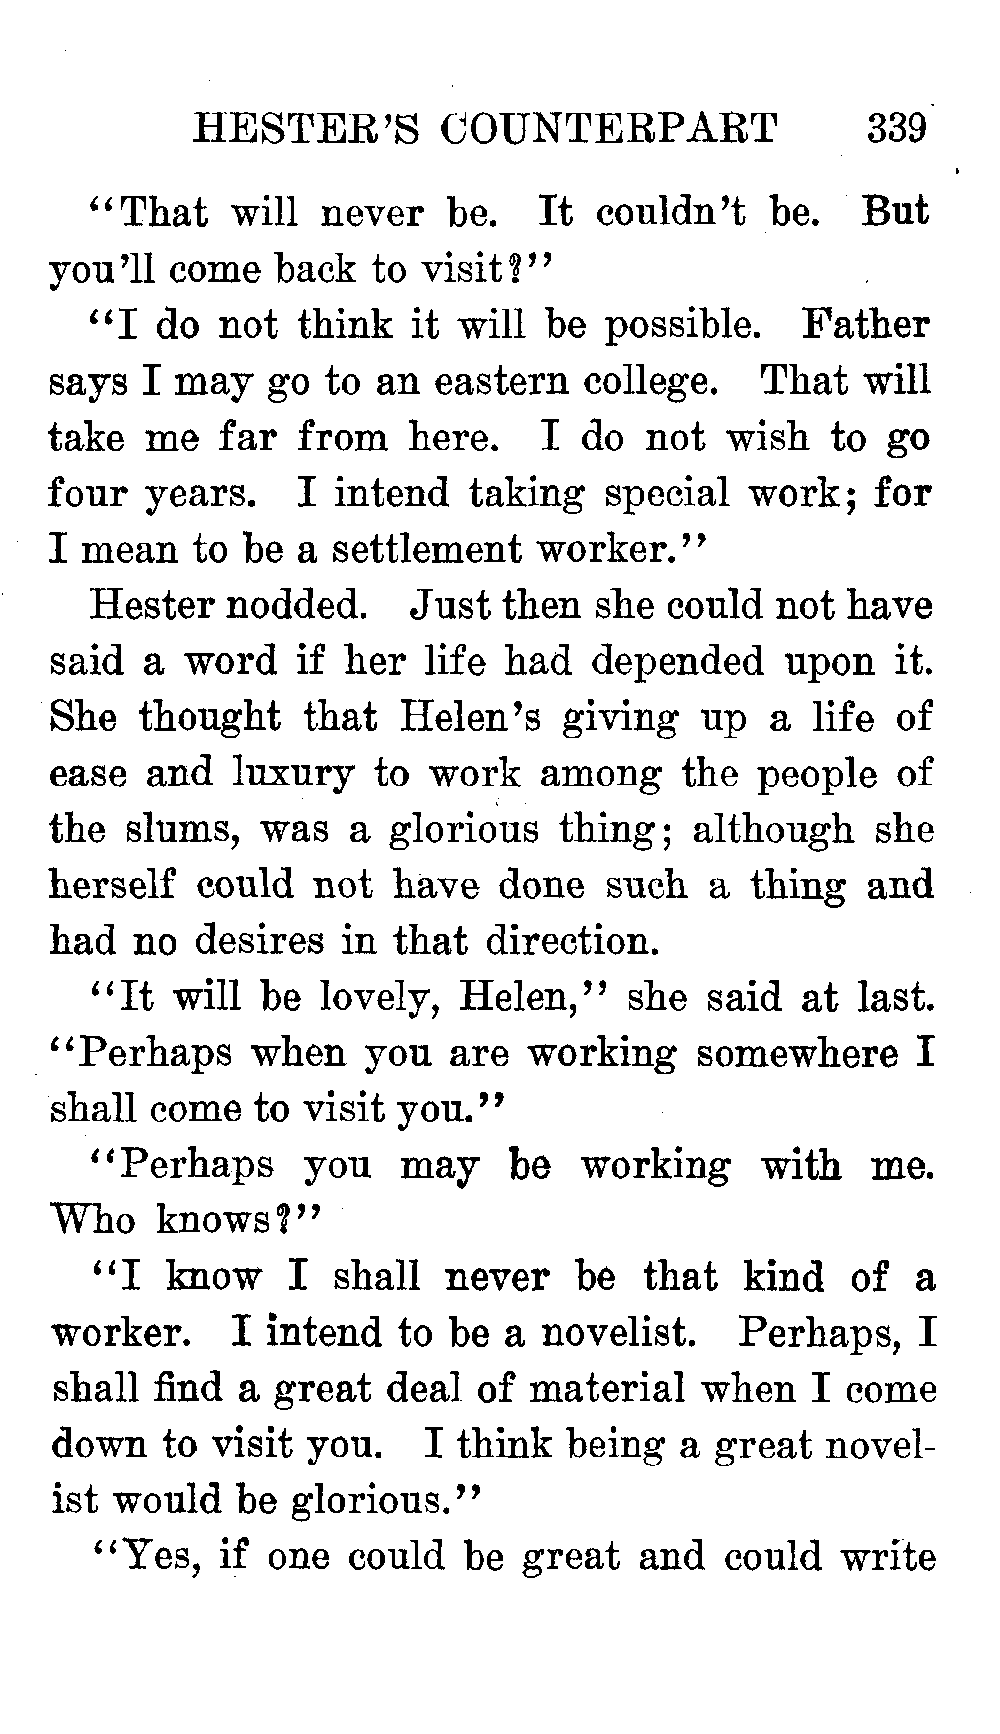 HESTER'S COUNTERPART 339
"That will never be. It couldn't be. But
you'll come back to visit?"
"I do not think it will be possible. Father
says I may go to an eastern college. That will
take me far from here. I do not wish to go
four years. I intend taking special work; for
I mean to be a settlement worker."
Hester nodded. Just then she could not have
said a word if her life had depended upon it.
She thought that Helen's giving up a life of
ease and luxury to work among the people of
the slums, was a glorious thing; although she
herself could not have done such a thing and
had no desires in that direction.
"It will be lovely, Helen," she said at last.
"Perhaps when you are working somewhere I
shall come to visit you."
"Perhaps you may be working with me.
Who knows?"
"I know I shall never be that kind of a
worker. I intend to be a novelist. Perhaps, I
shall find a great deal of material when I come
down to visit you. I think being a great novel-
ist would be glorious."
"Yes, if one could be great and could write